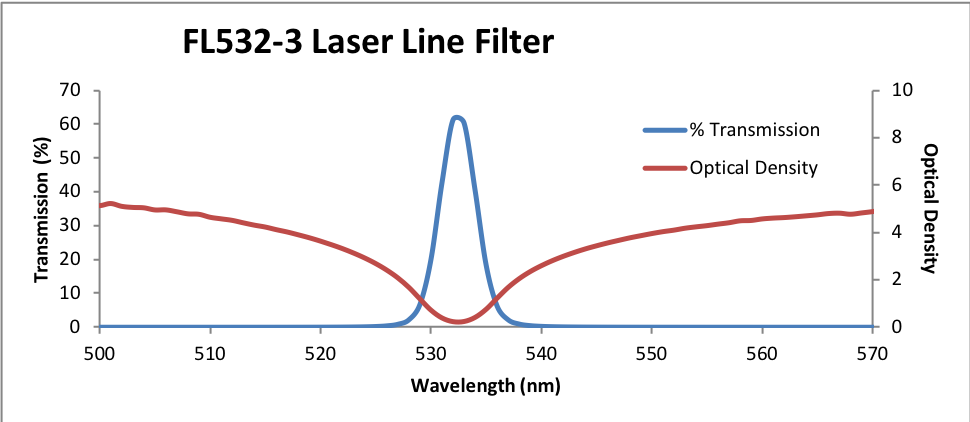 FL532-3 Laser Line Filter
70
60
50
40
30
20
10
0
Transmission (%)
10
8
6
4
2
0
Optical Density
% Transmission
Optical Density
500 510 520 530 540 550 560 570
Wavelength (nm)